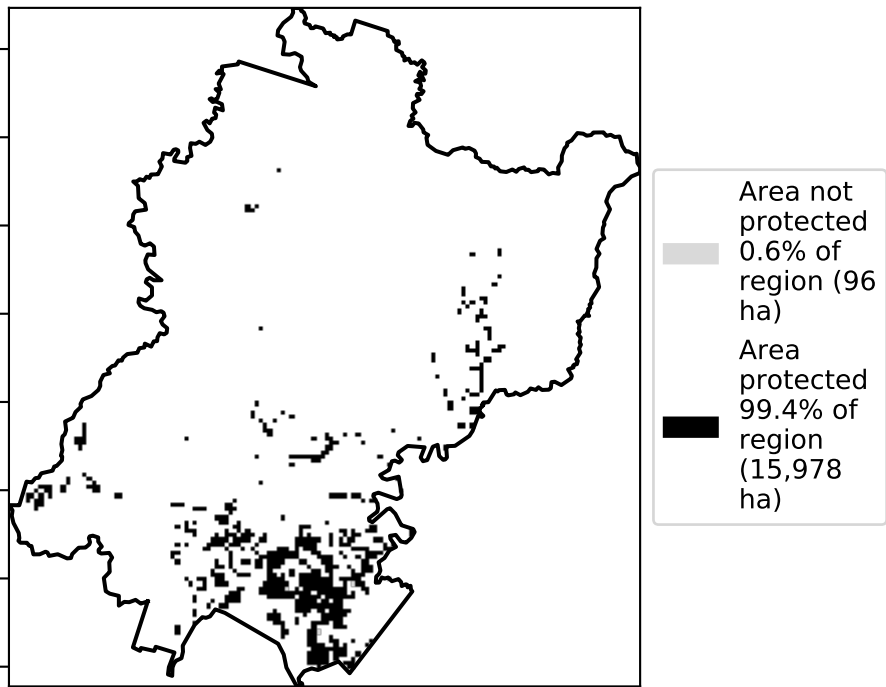 Area not
protected
0.6% of
region (96
ha)
Area
protected
99.4% of
region
(15,978
ha)